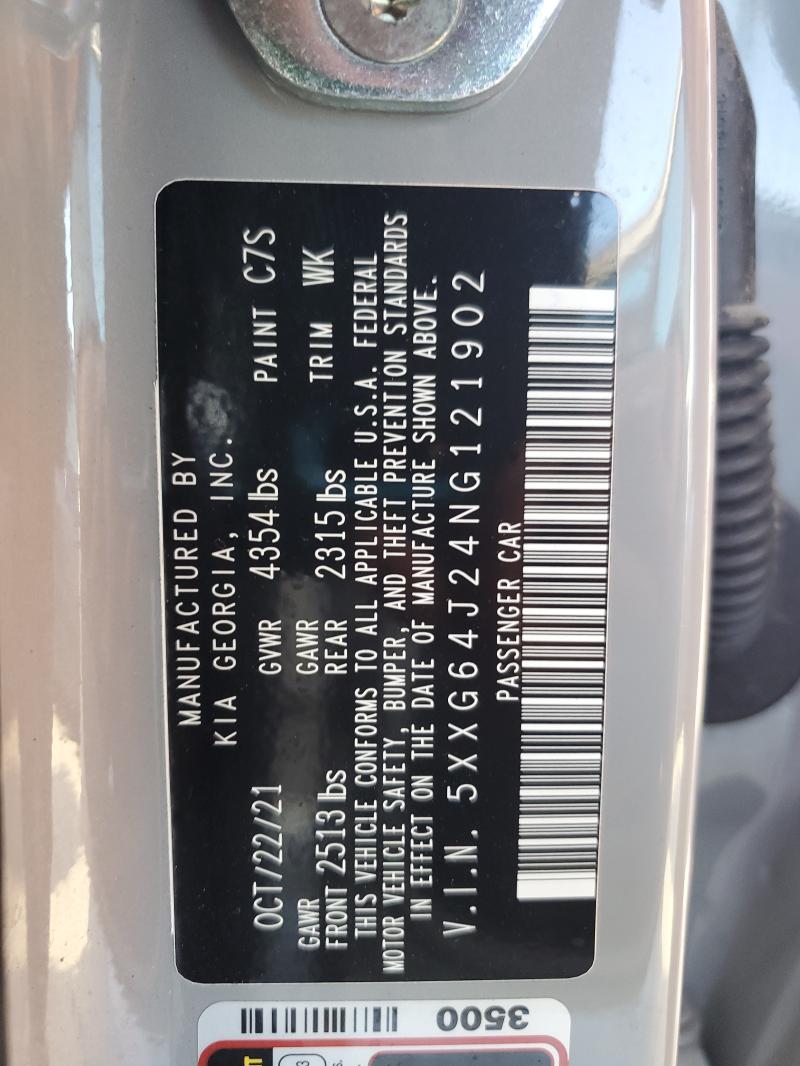 MANUFACTURED BY
KIA GEORGIA, INC.
OCT/22/21 GVWR 4354 lbs PAINT C7S
GAWR FRONT 2513 lbs GAWR REAR 2315 lbs TRIM WK
THIS VEHICLE CONFORMS TO ALL APPLICABLE U.S.A. FEDERAL
MOTOR VEHICLE SAFETY, BUMPER, AND THEFT PREVENTION STANDARDS
IN EFFECT ON THE DATE OF MANUFACTURE SHOWN ABOVE.
V.I.N. 5XXG64J24NG121902
PASSENGER CAR
3500